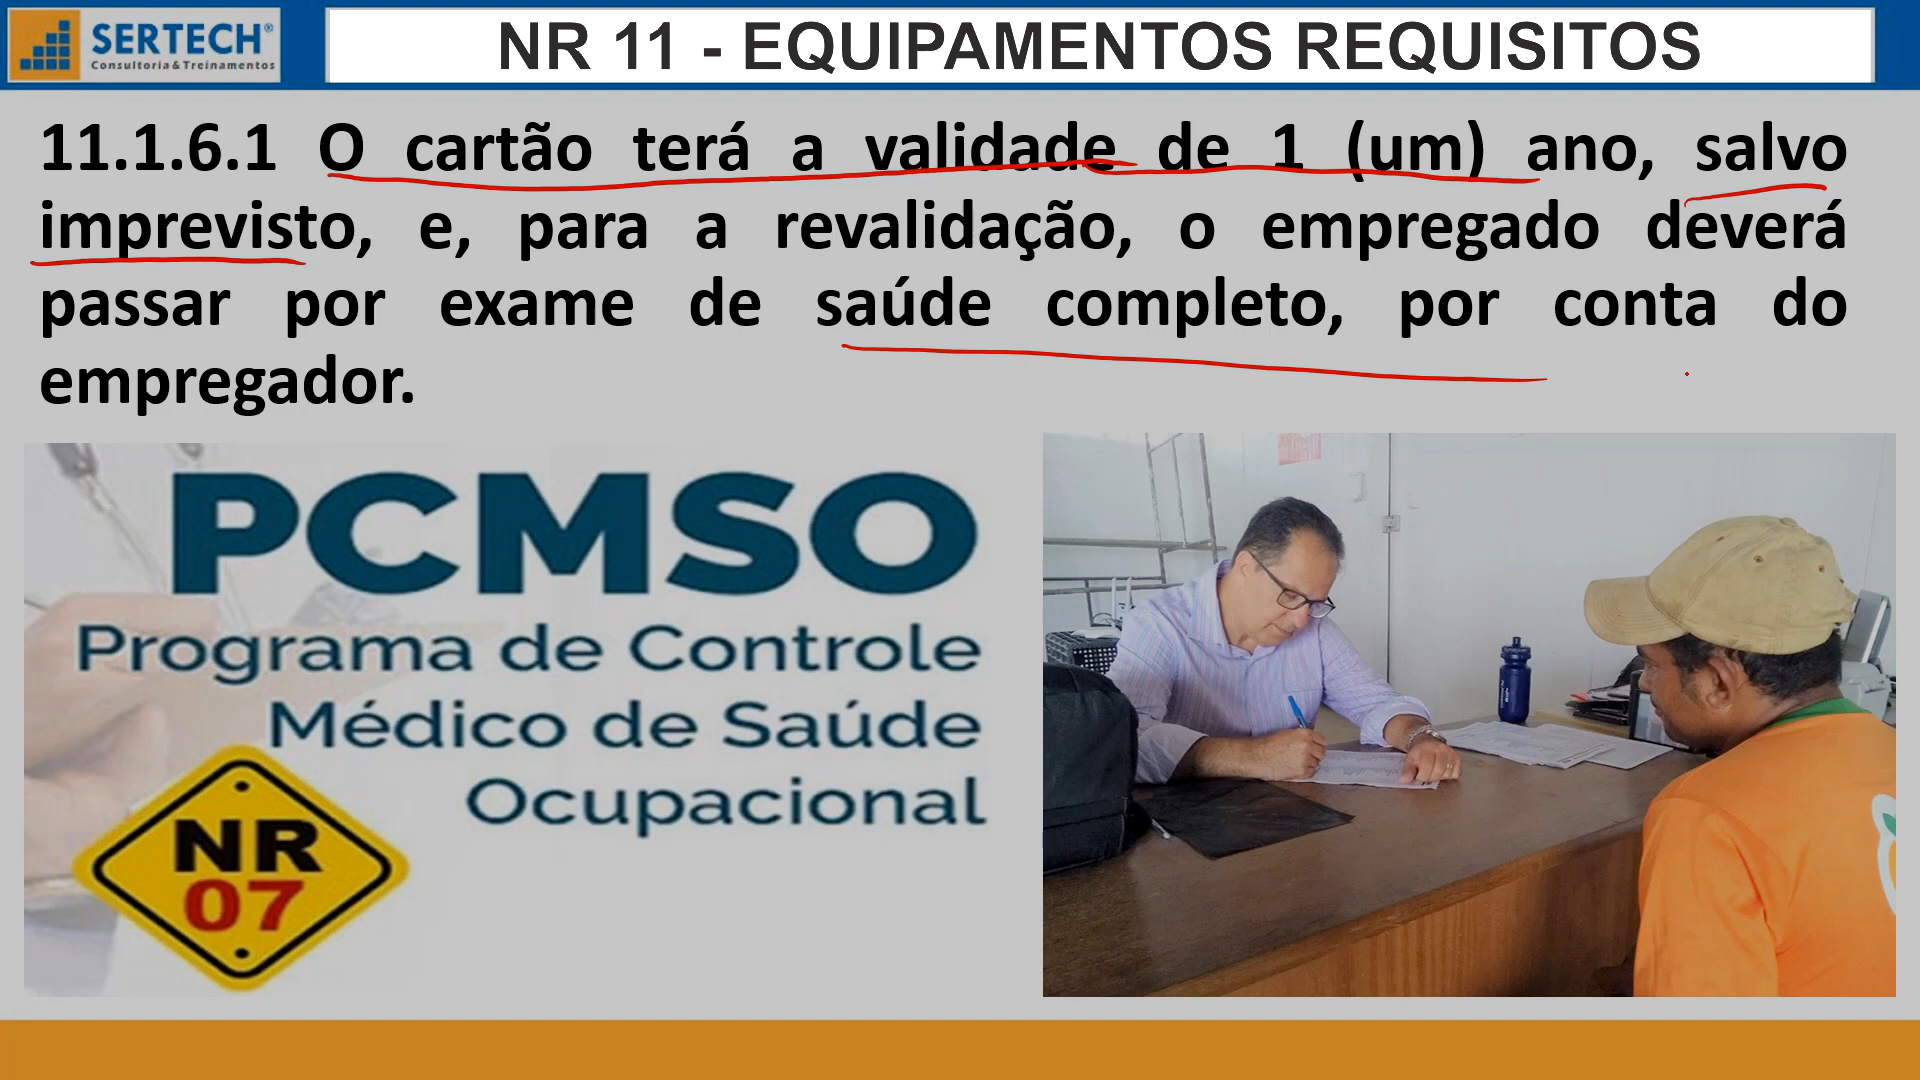 SERTECH®
Consultoria & Treinamentos
NR 11 - EQUIPAMENTOS REQUISITOS
11.1.6.1 O cartão terá a validade de 1 (um) ano, salvo
imprevisto, e, para a revalidação, o empregado deverá
passar por exame de saúde completo, por conta do
empregador.
PCMSO
Programa de Controle
Médico de Saúde
Ocupacional
NR
07